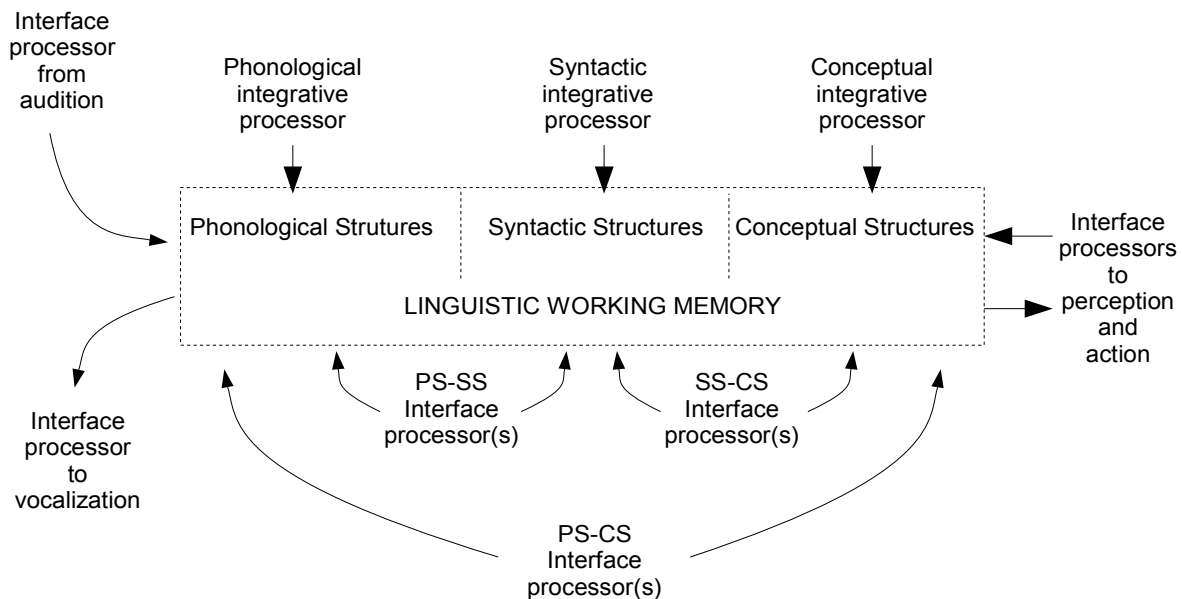 Interface
processor
from
audition
Phonological
integrative
processor
Syntactic
integrative
processor
Conceptual
integrative
processor
Phonological Strutures
Syntactic Structures
Conceptual Structures
LINGUISTIC WORKING MEMORY
Interface
processors
to
perception
and
action
PS-SS
Interface
processor(s)
SS-CS
Interface
processor(s)
Interface
processor
to
vocalization
PS-CS
Interface
processor(s)